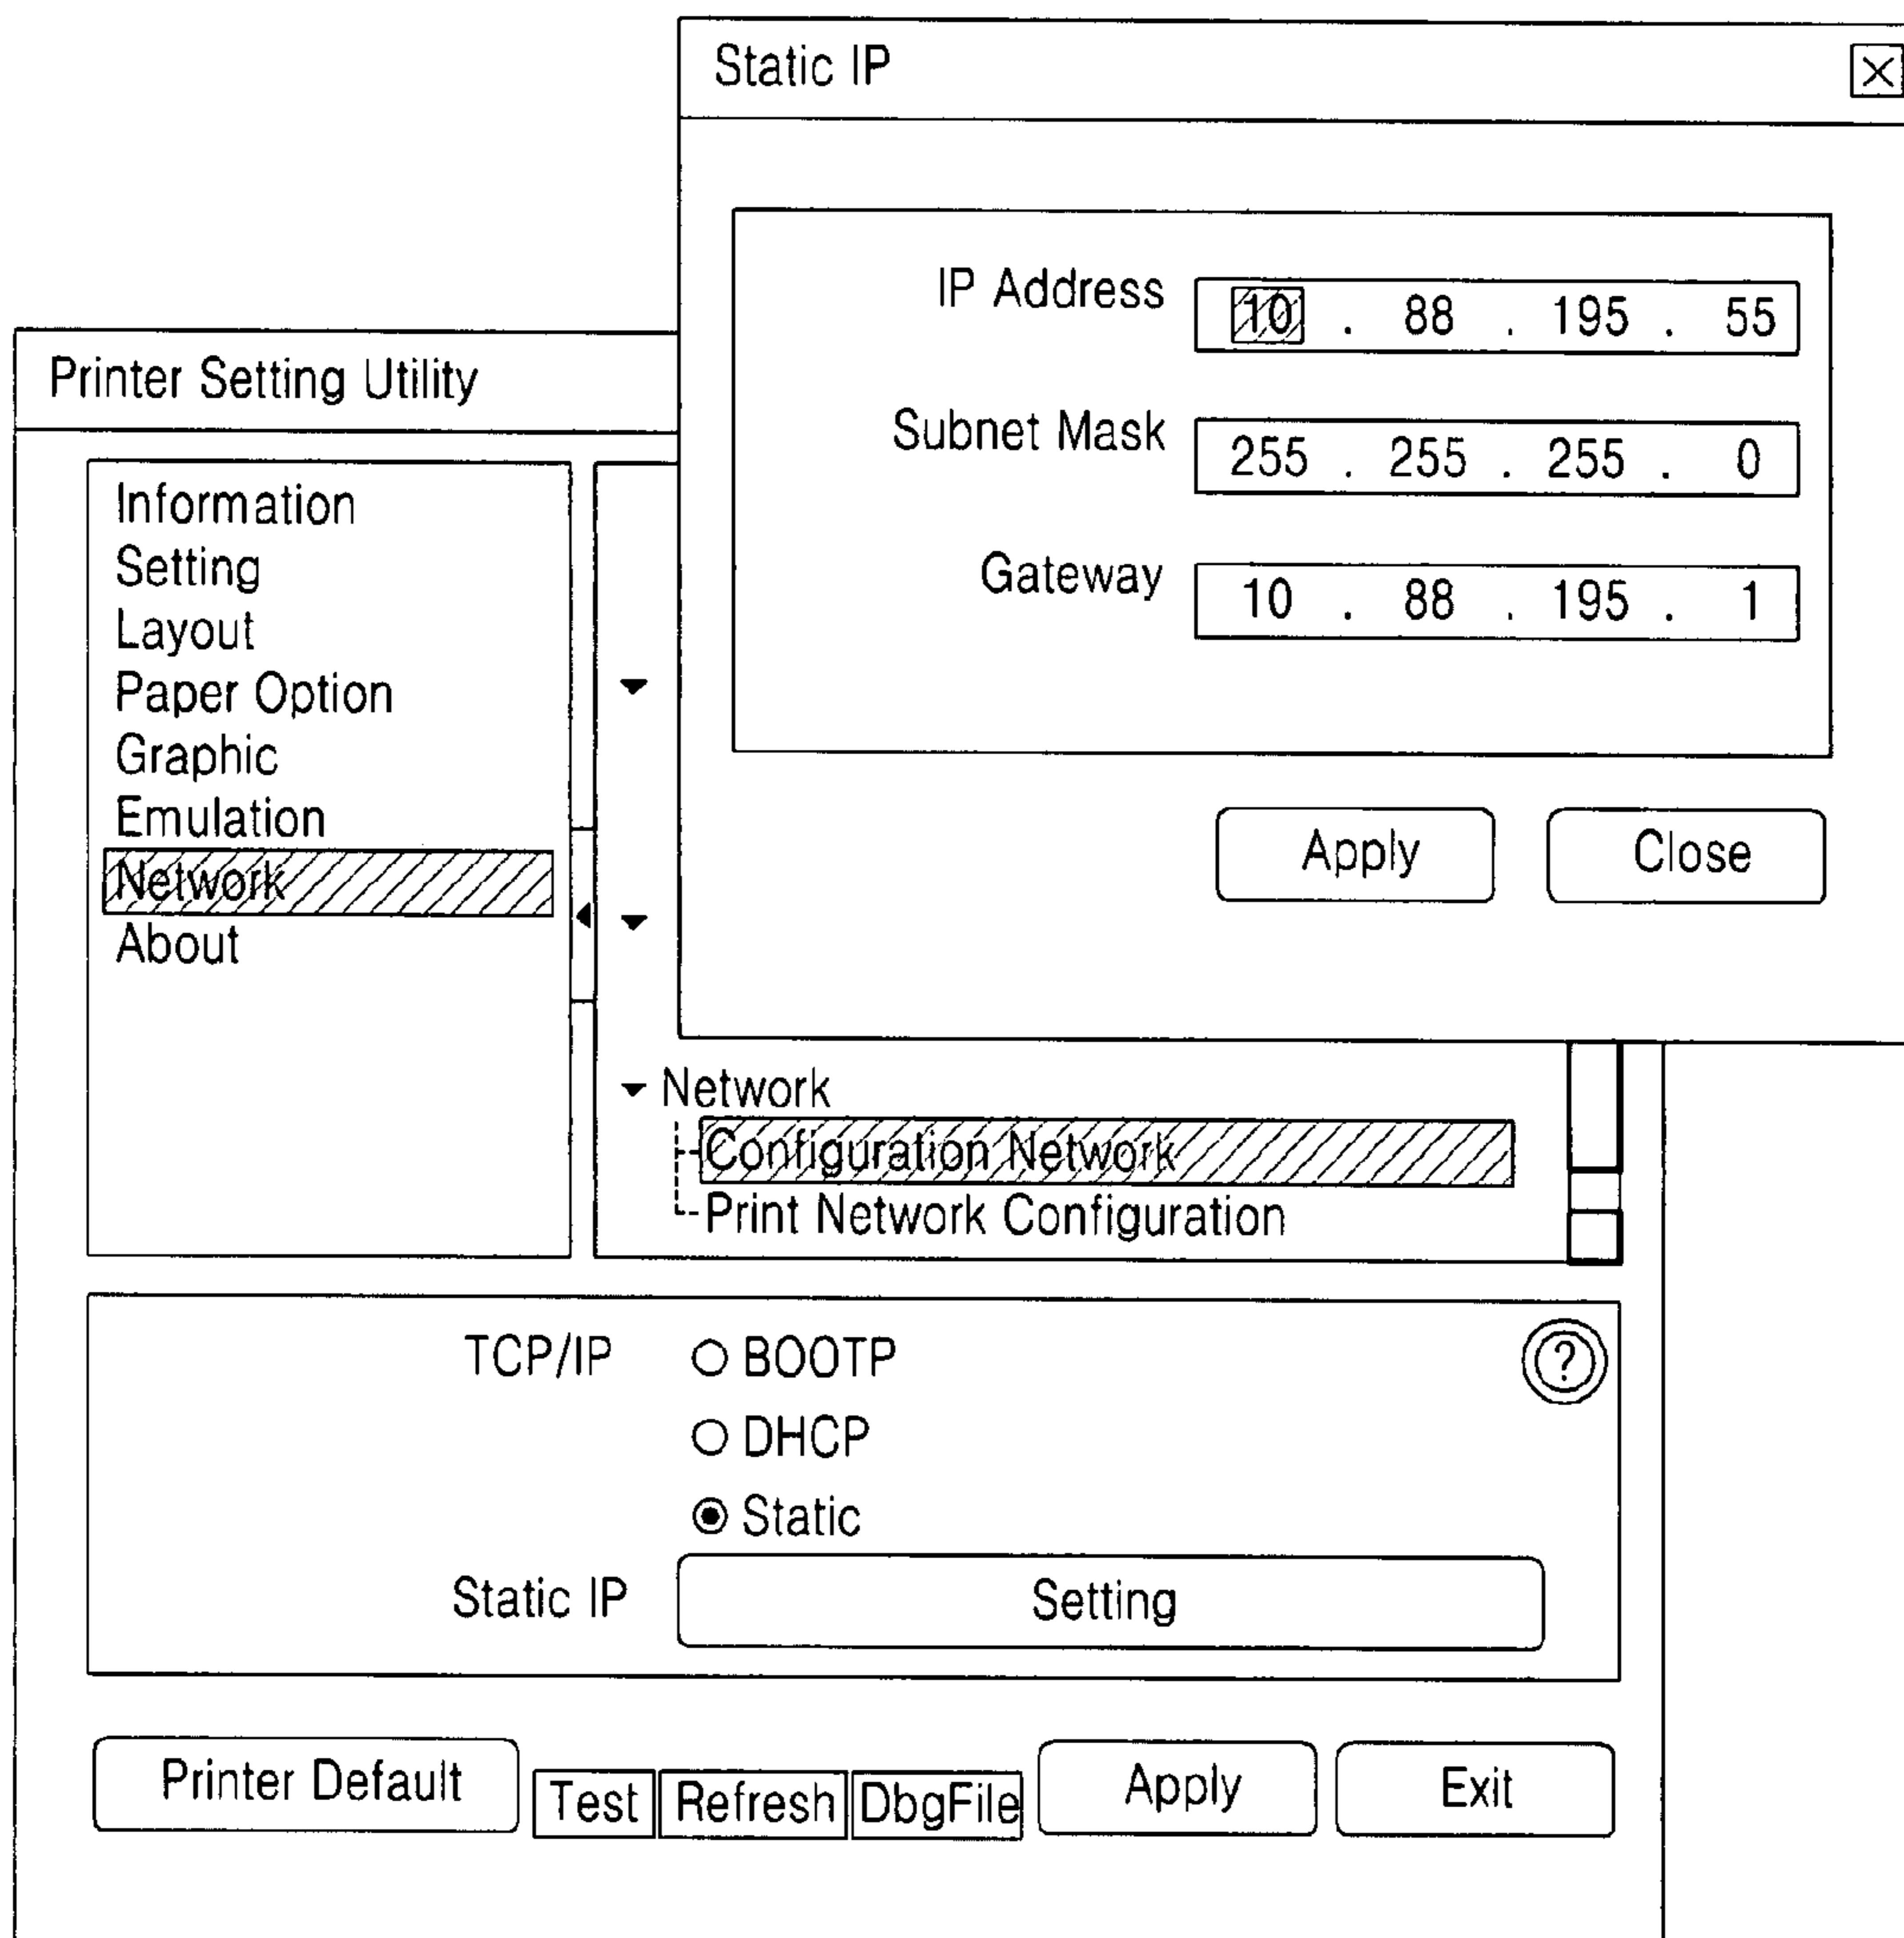 Static IP
IP Address 10 . 88 . 195 . 55
Subnet Mask 255 . 255 . 255 . 0
Gateway 10 . 88 . 195 . 1
Apply Close
Printer Setting Utility
Information
Setting
Layout
Paper Option
Graphic
Emulation
Network
About
Network
Configuration Network
Print Network Configuration
TCP/IP BOOTP ?
DHCP
Static
Static IP Setting
Printer Default Test Refresh DbgFile Apply Exit